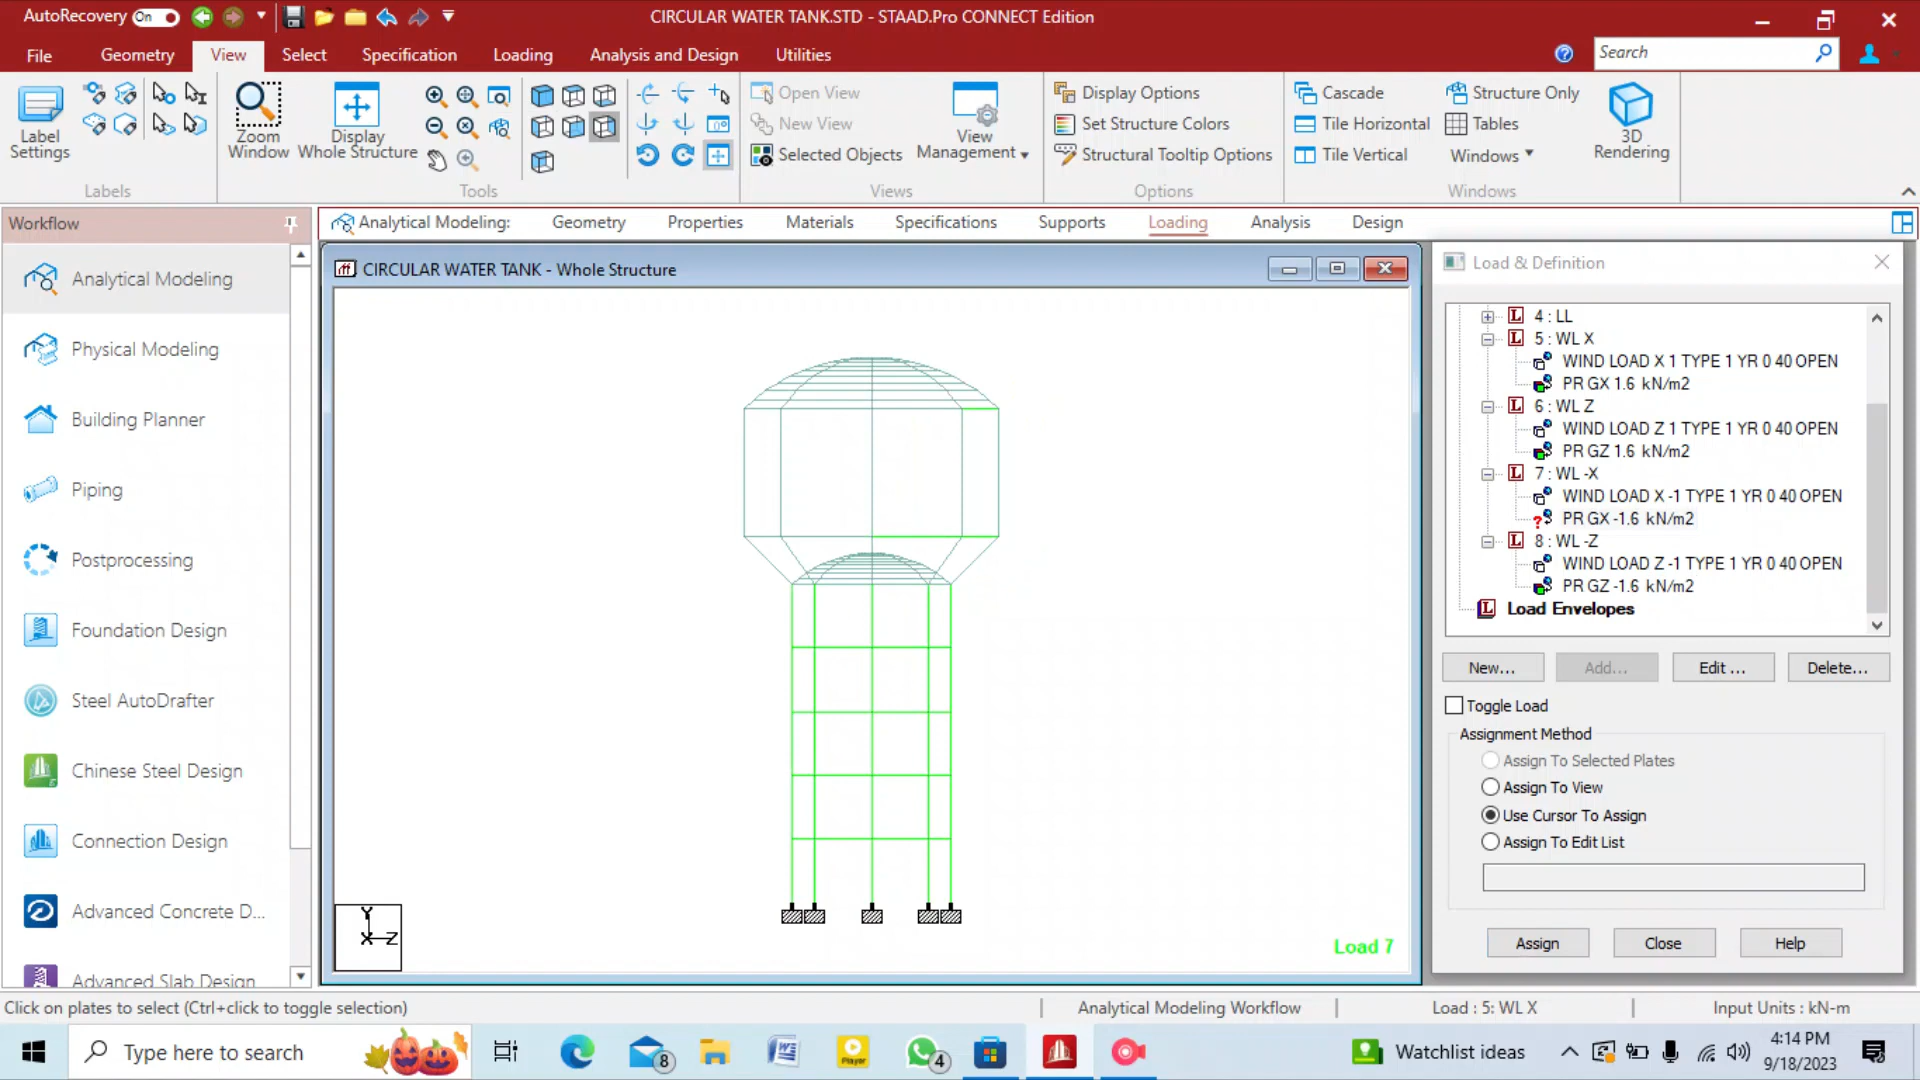 AutoRecovery On
CIRCULAR WATER TANK.STD - STAAD.Pro CONNECT Edition
File
Geometry
View
Select
Specification
Loading
Analysis and Design
Utilities
Search
Label
Settings
Labels
Zoom
Window
Display
Whole Structure
Tools
Open View
New View
Selected Objects
View
Management
Views
Display Options
Set Structure Colors
Structural Tooltip Options
Options
Cascade
Tile Horizontal
Tile Vertical
Structure Only
Tables
Windows
Windows
3D
Rendering
Workflow
Analytical Modeling
Physical Modeling
Building Planner
Piping
Postprocessing
Foundation Design
Steel AutoDrafter
Chinese Steel Design
Connection Design
Advanced Concrete D...
Advanced Slab Design
Analytical Modeling:
Geometry
Properties
Materials
Specifications
Supports
Loading
Analysis
Design
CIRCULAR WATER TANK - Whole Structure
Y
X
Z
Load 7
Load & Definition
4 : LL
5 : WL X
WIND LOAD X 1 TYPE 1 YR 0 40 OPEN
PR GX 1.6 kN/m2
6 : WL Z
WIND LOAD Z 1 TYPE 1 YR 0 40 OPEN
PR GZ 1.6 kN/m2
7 : WL -X
WIND LOAD X -1 TYPE 1 YR 0 40 OPEN
PR GX -1.6 kN/m2
8 : WL -Z
WIND LOAD Z -1 TYPE 1 YR 0 40 OPEN
PR GZ -1.6 kN/m2
Load Envelopes
New...
Add...
Edit ...
Delete...
Toggle Load
Assignment Method
Assign To Selected Plates
Assign To View
Use Cursor To Assign
Assign To Edit List
Assign
Close
Help
Click on plates to select (Ctrl+click to toggle selection)
Analytical Modeling Workflow
Load : 5: WL X
Input Units : kN-m
Type here to search
8
Player
4
Watchlist ideas
4:14 PM
9/18/2023